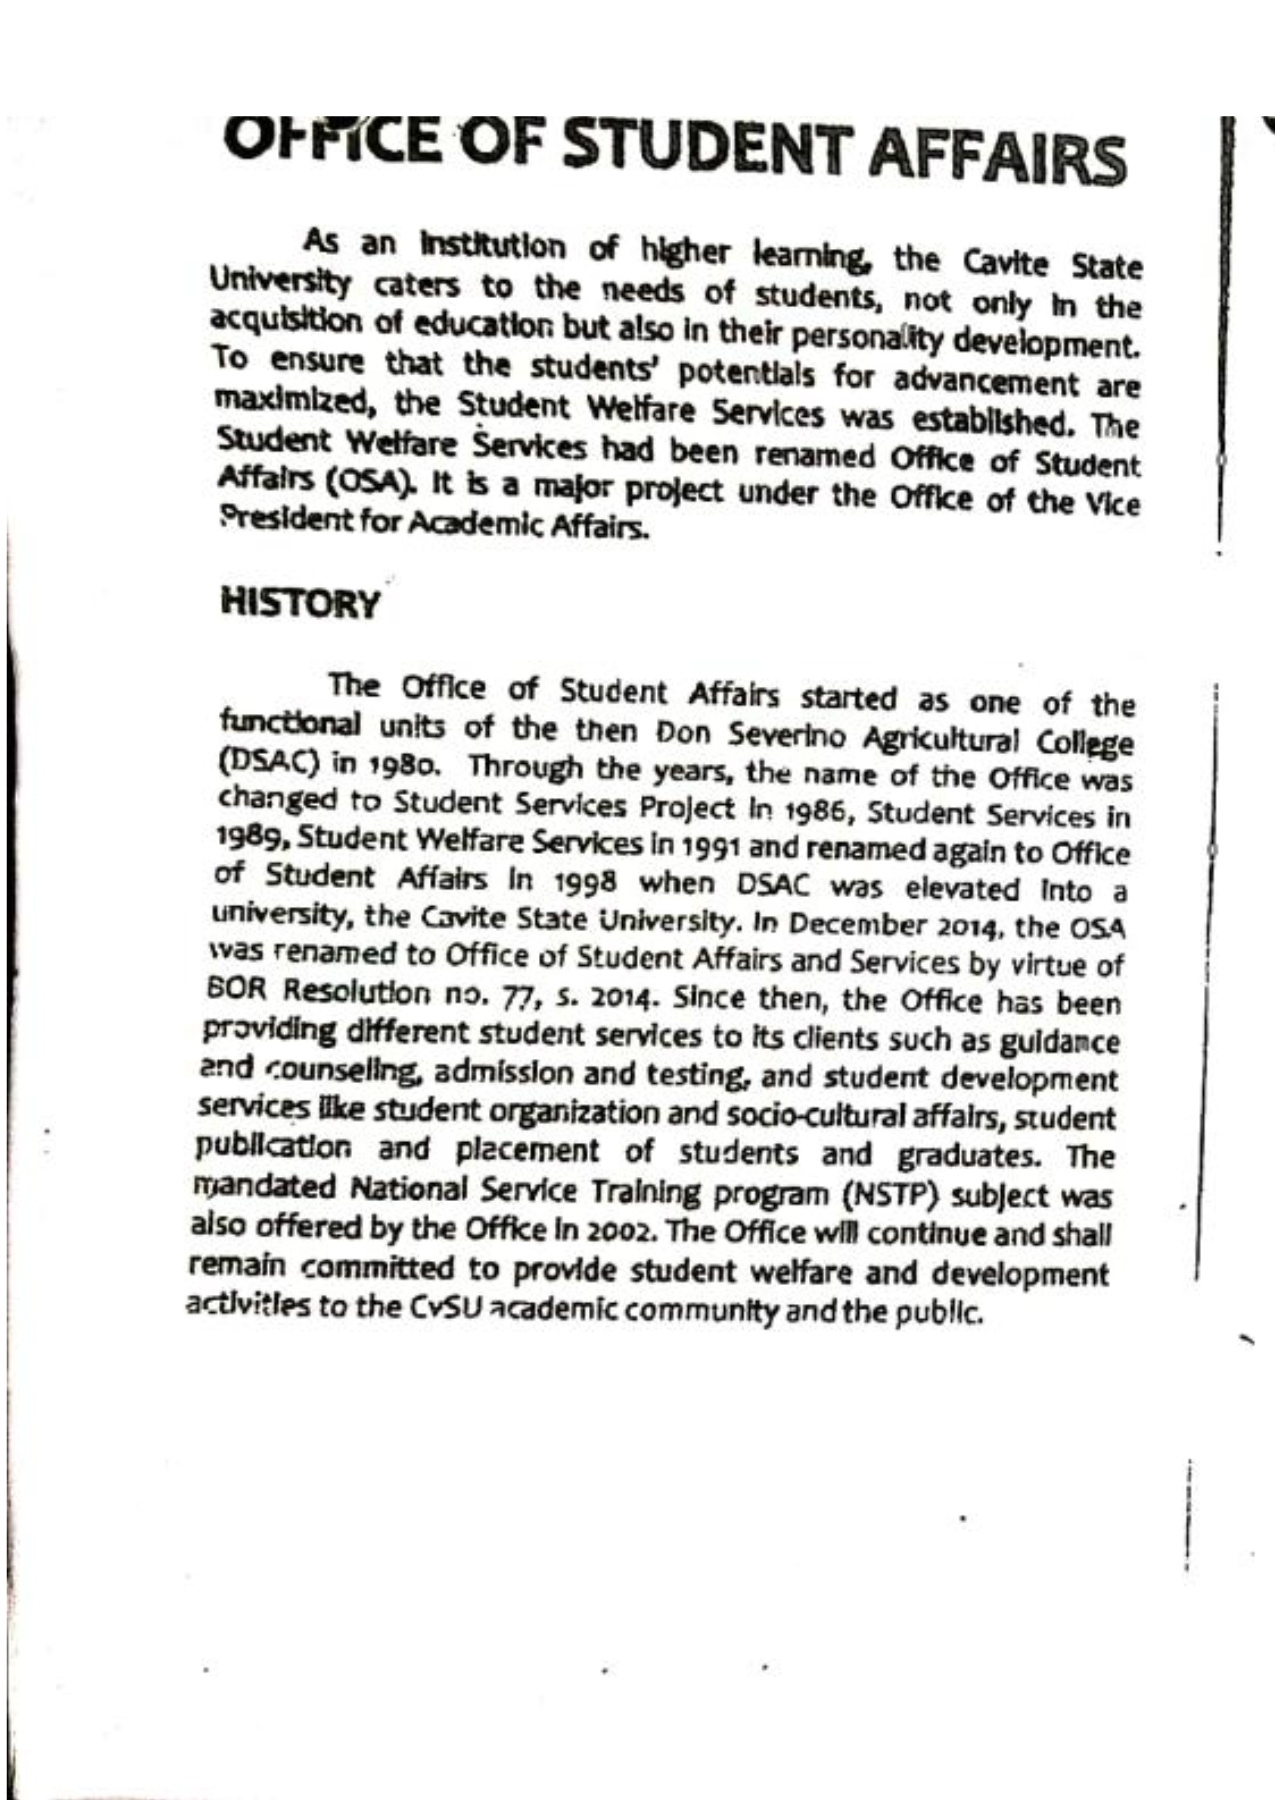 OFFICE OF STUDENT AFFAIRS
As an institution of higher learning, the Cavite State
University caters to the needs of students, not only in the
acquisition of education but also in their personality development.
To ensure that the students' potentials for advancement are
maximized, the Student Welfare Services was established. The
Student Welfare Services had been renamed Office of Student
Affairs (OSA). It is a major project under the Office of the Vice
President for Academic Affairs.
HISTORY
The Office of Student Affairs started as one of the
functional units of the then Don Severino Agricultural College
(DSAC) in 1980. Through the years, the name of the Office was
changed to Student Services Project in 1986, Student Services in
1989, Student Welfare Services in 1991 and renamed again to Office
of Student Affairs in 1998 when DSAC was elevated into a
university, the Cavite State University. In December 2014, the OSA
was renamed to Office of Student Affairs and Services by virtue of
BOR Resolution no. 77, s. 2014. Since then, the Office has been
providing different student services to its clients such as guidance
and counseling, admission and testing, and student development
services like student organization and socio-cultural affairs, student
publication and placement of students and graduates. The
mandated National Service Training program (NSTP) subject was
also offered by the Office in 2002. The Office will continue and shall
remain committed to provide student welfare and development
activities to the CvSU academic community and the public.